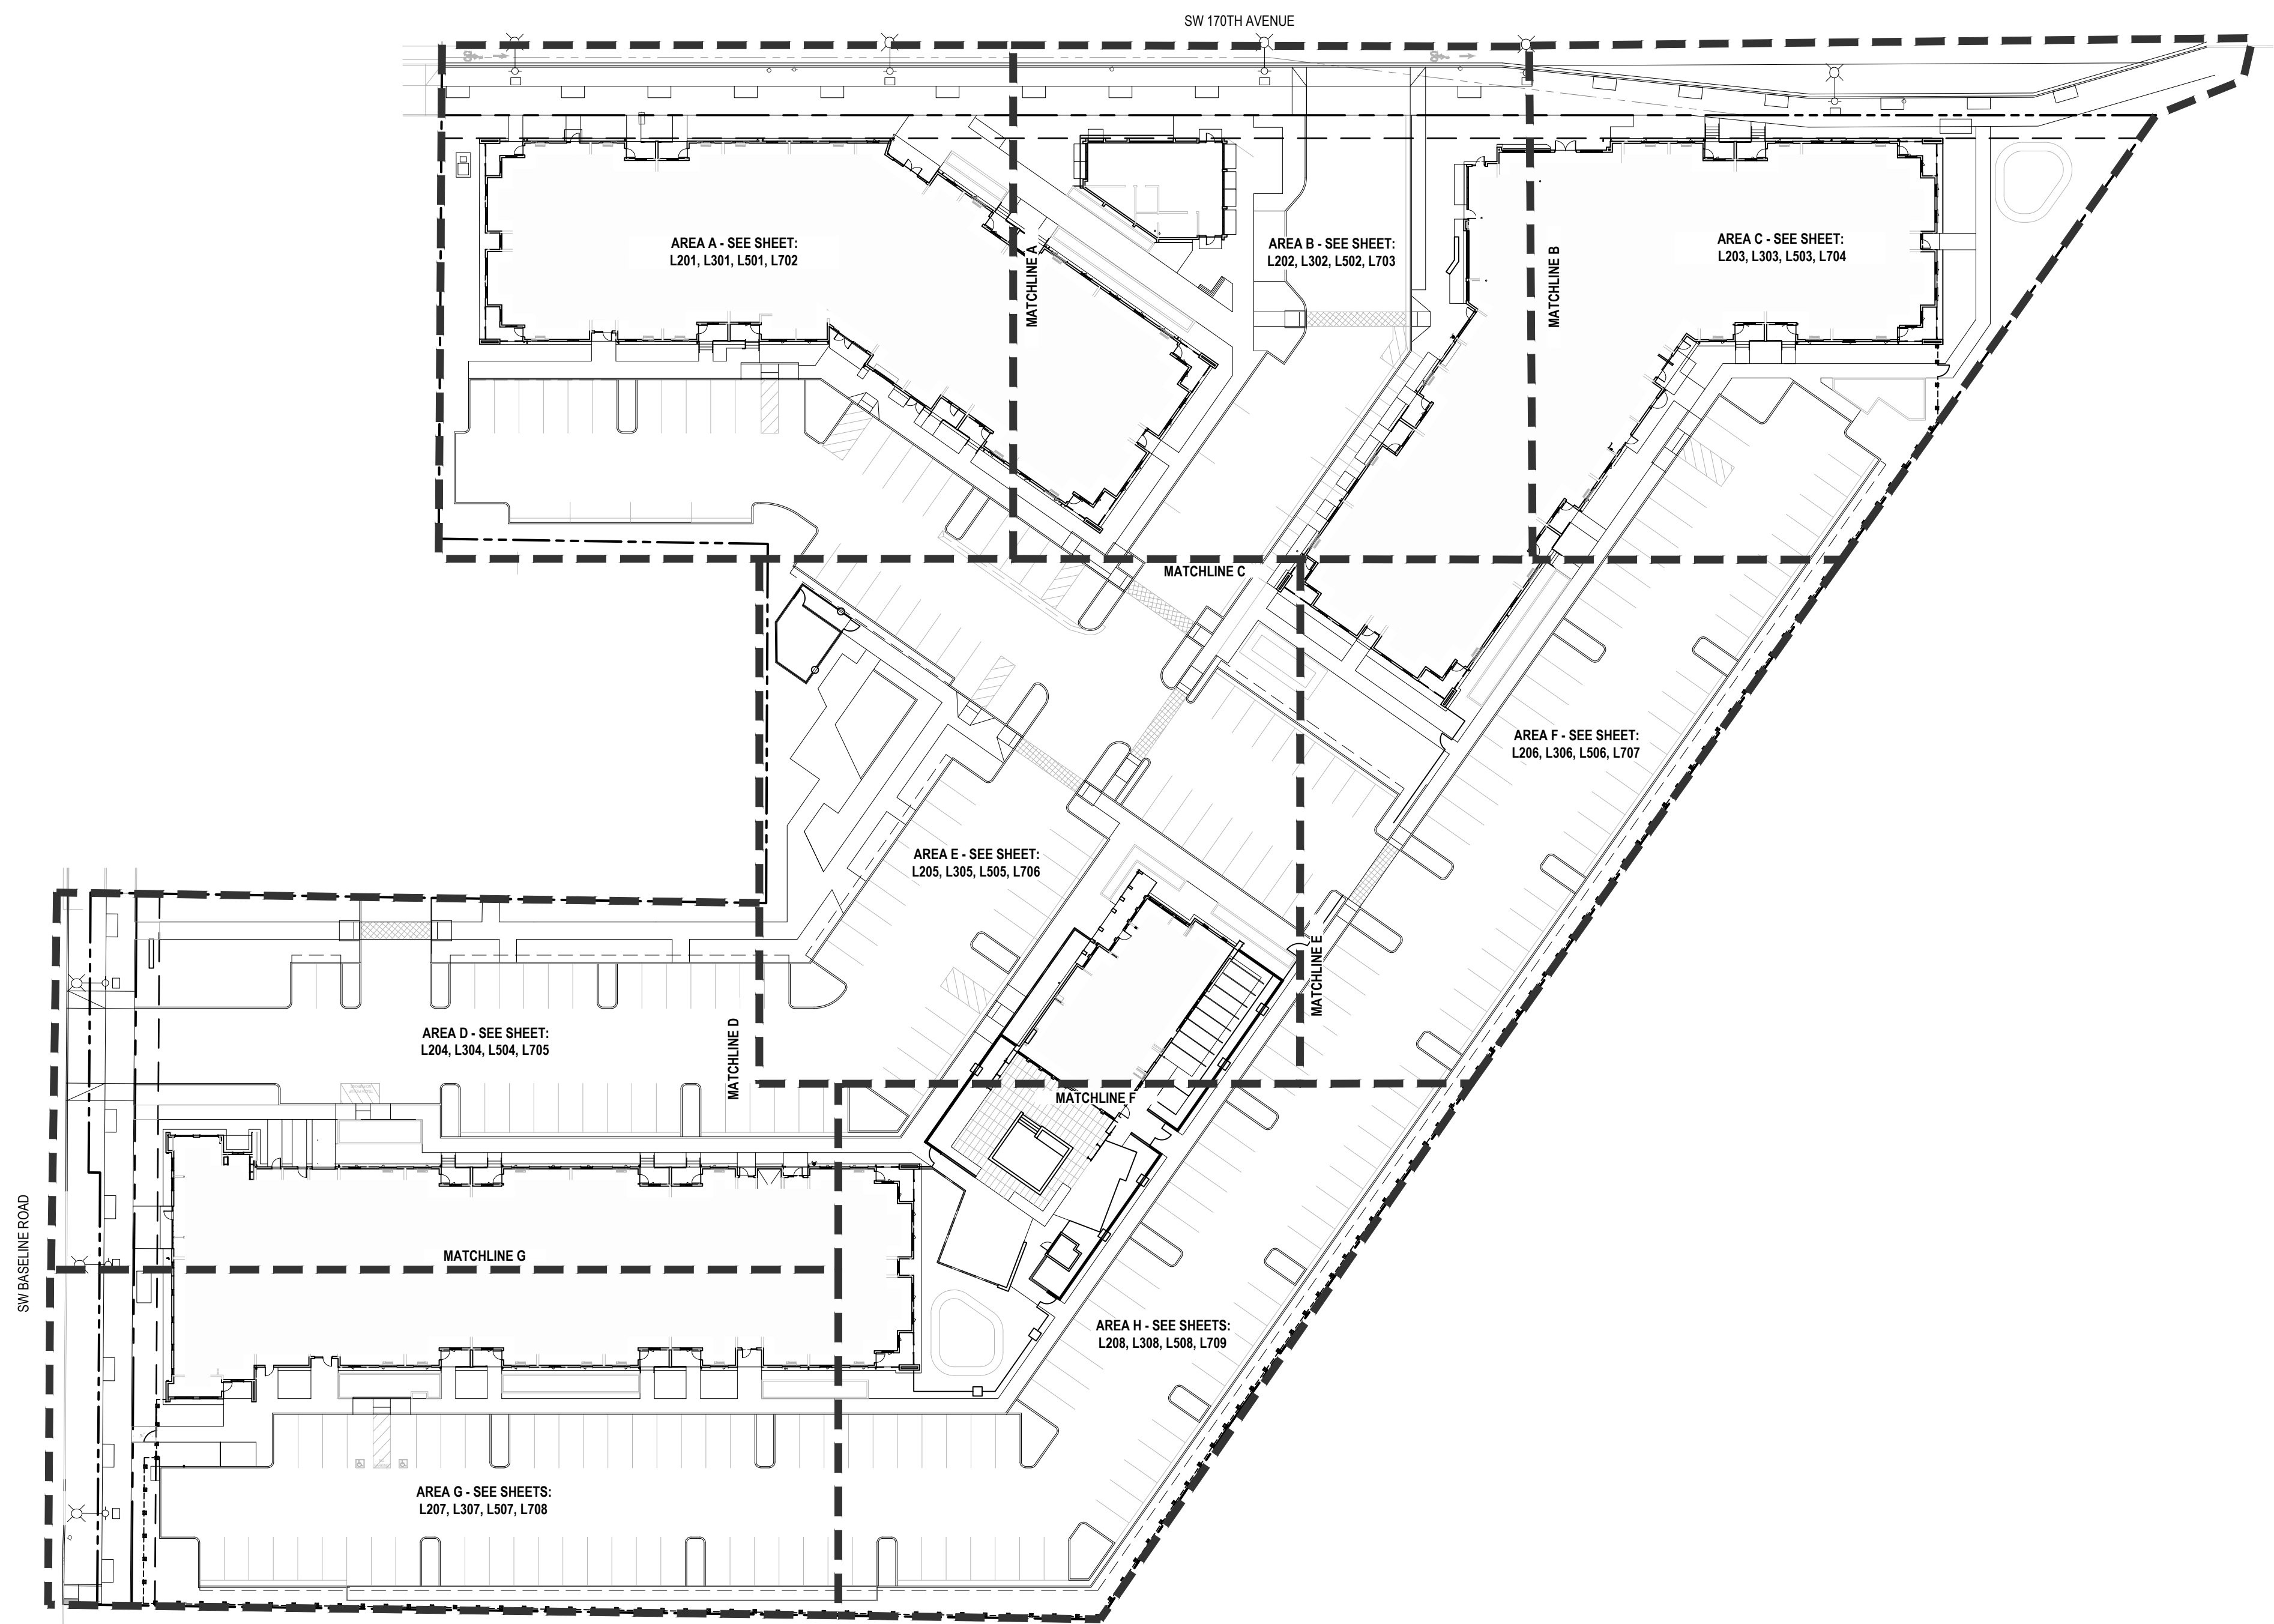 SW 170TH AVENUE
AREA A - SEE SHEET:
L201, L301, L501, L702
MATCHLINE A
AREA B - SEE SHEET:
L202, L302, L502, L703
MATCHLINE B
AREA C - SEE SHEET:
L203, L303, L503, L704
MATCHLINE C
AREA F - SEE SHEET:
L206, L306, L506, L707
AREA E - SEE SHEET:
L205, L305, L505, L706
MATCHLINE E
AREA D - SEE SHEET:
L204, L304, L504, L705
MATCHLINE D
MATCHLINE F
SW BASELINE ROAD
MATCHLINE G
AREA H - SEE SHEETS:
L208, L308, L508, L709
AREA G - SEE SHEETS:
L207, L307, L507, L708